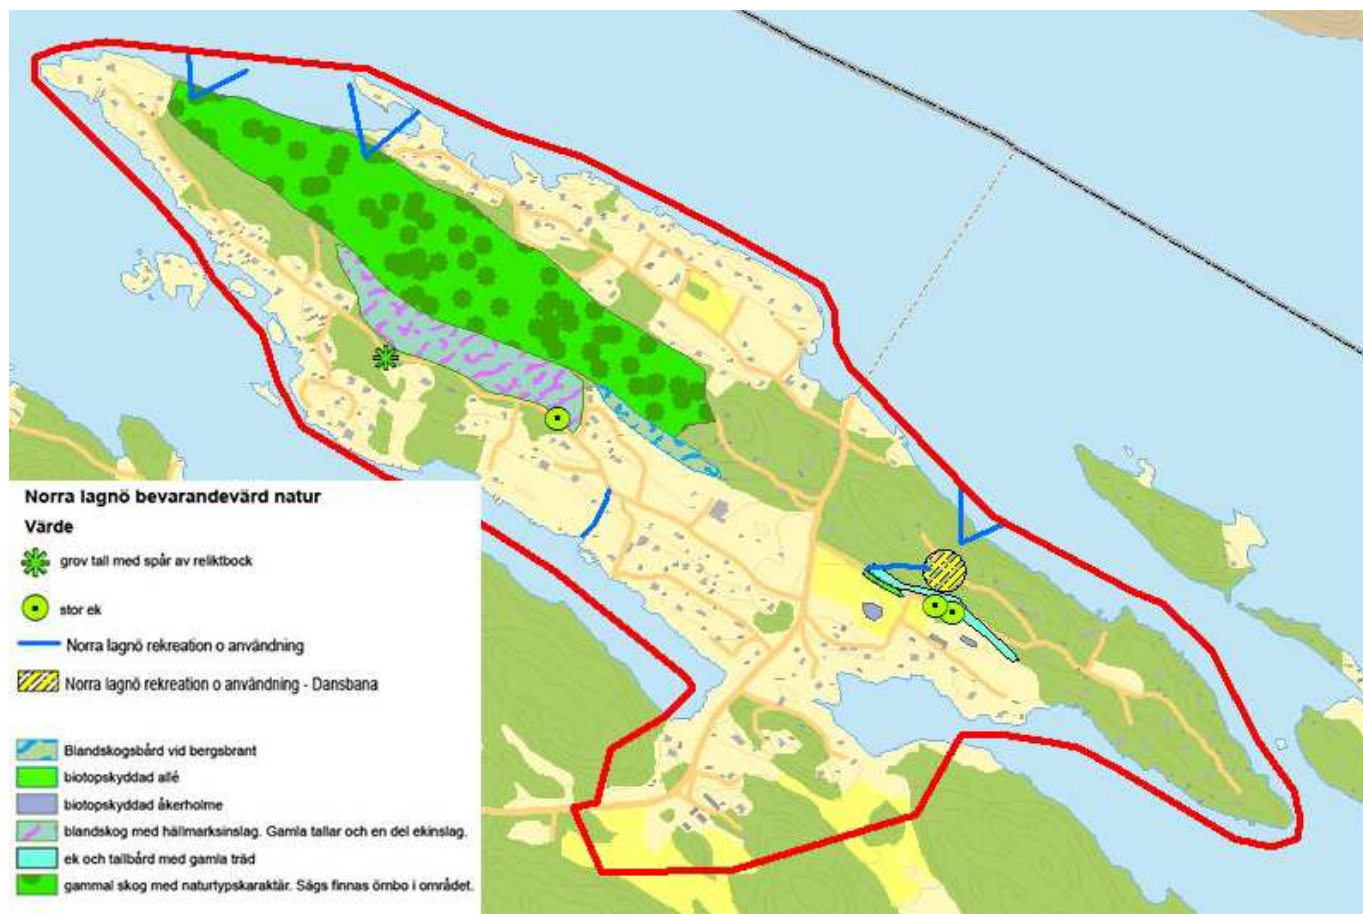 Norra lagnö bevarandevärd natur
Värde
grov tall med spår av reliktbock
stor ek
Norra lagnö rekreation o användning
Norra lagnö rekreation o användning - Dansbana
Blandskogsbård vid bergsbrant
biotopskyddad allé
biotopskyddad åkerholme
blandskog med hällmarksinslag. Gamla tallar och en del ekinslag.
ek och tallbård med gamla träd
gammal skog med naturtypskaraktär. Sägs finnas örnbo i området.